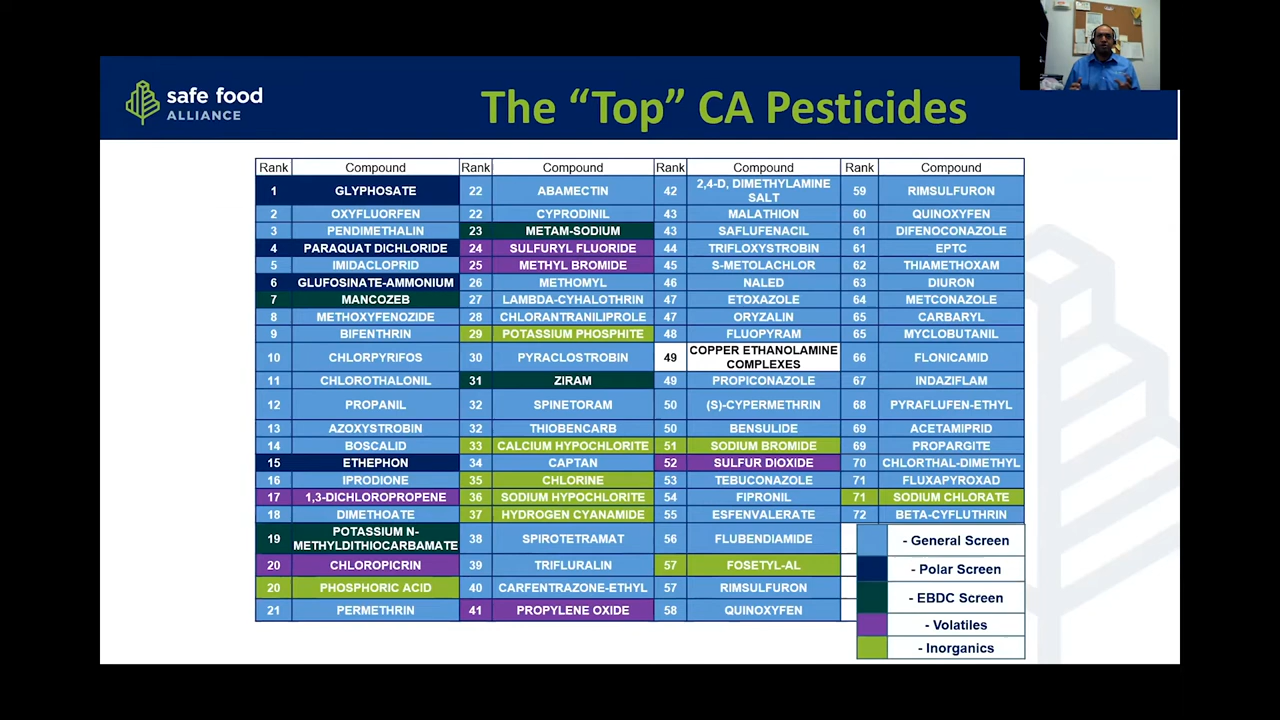 safe food
ALLIANCE
The “Top” CA Pesticides
Rank Compound Rank Compound Rank Compound Rank Compound
1 GLYPHOSATE 22 ABAMECTIN 42 2,4-D, DIMETHYLAMINE SALT 59 RIMSULFURON
2 OXYFLUORFEN 22 CYPRODINIL 43 MALATHION 60 QUINOXYFEN
3 PENDIMETHALIN 23 METAM-SODIUM 43 SAFLUFENACIL 61 DIFENOCONAZOLE
4 PARAQUAT DICHLORIDE 24 SULFURYL FLUORIDE 44 TRIFLOXYSTROBIN 61 EPTC
5 IMIDACLOPRID 25 METHYL BROMIDE 45 S-METOLACHLOR 62 THIAMETHOXAM
6 GLUFOSINATE-AMMONIUM 26 METHOMYL 46 NALED 63 DIURON
7 MANCOZEB 27 LAMBDA-CYHALOTHRIN 47 ETOXAZOLE 64 METCONAZOLE
8 METHOXYFENOZIDE 28 CHLORANTRANILIPROLE 47 ORYZALIN 65 CARBARYL
9 BIFENTHRIN 29 POTASSIUM PHOSPHITE 48 FLUOPYRAM 65 MYCLOBUTANIL
10 CHLORPYRIFOS 30 PYRACLOSTROBIN 49 COPPER ETHANOLAMINE COMPLEXES 66 FLONICAMID
11 CHLOROTHALONIL 31 ZIRAM 49 PROPICONAZOLE 67 INDAZIFLAM
12 PROPANIL 32 SPINETORAM 50 (S)-CYPERMETHRIN 68 PYRAFLUFEN-ETHYL
13 AZOXYSTROBIN 32 THIOBENCARB 50 BENSULIDE 69 ACETAMIPRID
14 BOSCALID 33 CALCIUM HYPOCHLORITE 51 SODIUM BROMIDE 69 PROPARGITE
15 ETHEPHON 34 CAPTAN 52 SULFUR DIOXIDE 70 CHLORTHAL-DIMETHYL
16 IPRODIONE 35 CHLORINE 53 TEBUCONAZOLE 71 FLUXAPYROXAD
17 1,3-DICHLOROPROPENE 36 SODIUM HYPOCHLORITE 54 FIPRONIL 71 SODIUM CHLORATE
18 DIMETHOATE 37 HYDROGEN CYANAMIDE 55 ESFENVALERATE 72 BETA-CYFLUTHRIN
19 POTASSIUM N-METHYLDITHIOCARBAMATE 38 SPIROTETRAMAT 56 FLUBENDIAMIDE
20 CHLOROPICRIN 39 TRIFLURALIN 57 FOSETYL-AL
20 PHOSPHORIC ACID 40 CARFENTRAZONE-ETHYL 57 RIMSULFURON
21 PERMETHRIN 41 PROPYLENE OXIDE 58 QUINOXYFEN
- General Screen
- Polar Screen
- EBDC Screen
- Volatiles
- Inorganics